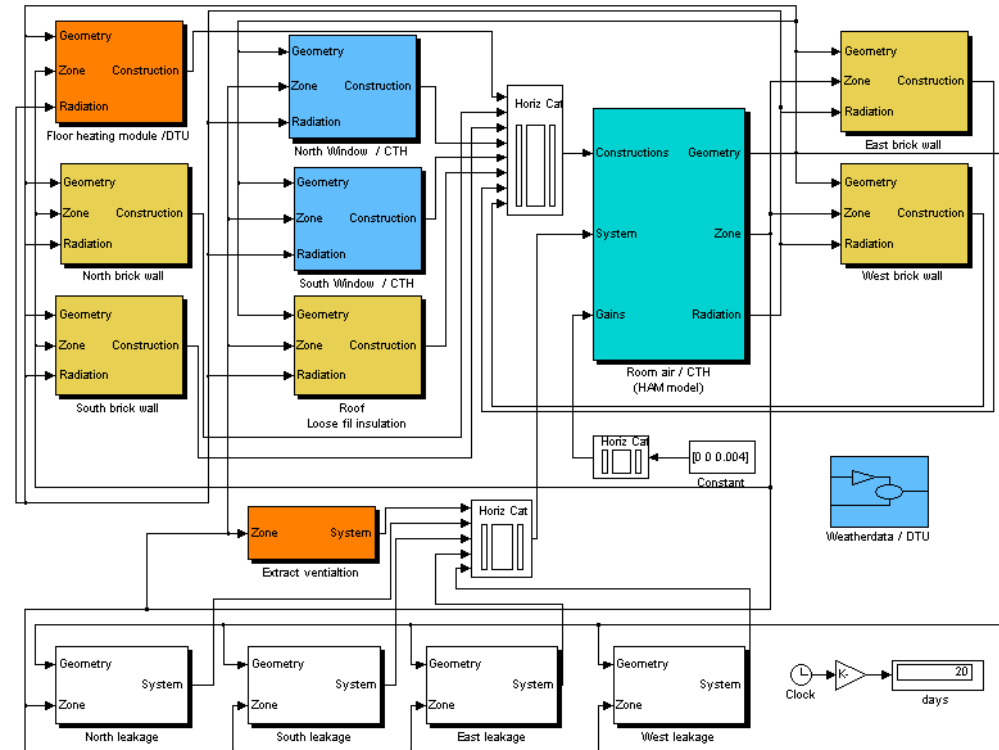 Geometry
Zone
Construction
Radiation
Floor heating module /DTU
Geometry
Zone
Construction
Radiation
North Window / CTH
Horiz Cat
Geometry
Zone
Construction
Radiation
East brick wall
Geometry
Zone
Construction
Radiation
North brick wall
Geometry
Zone
Construction
Radiation
South Window / CTH
Constructions
Geometry
System
Zone
Gains
Radiation
Room air / CTH
(HAM model)
Geometry
Zone
Construction
Radiation
West brick wall
Geometry
Zone
Construction
Radiation
South brick wall
Geometry
Zone
Construction
Radiation
Roof
Loose fil insulation
Horiz Cat
[0 0 0.004]
Constant
Weatherdata / DTU
Zone
System
Extract ventialtion
Horiz Cat
Geometry
System
Zone
North leakage
Geometry
System
Zone
South leakage
Geometry
System
Zone
East leakage
Geometry
System
Zone
West leakage
Clock
K-
20
days